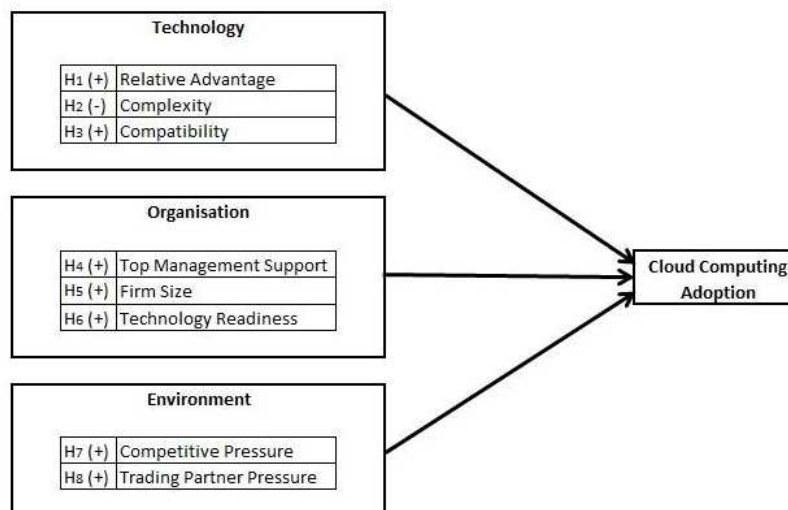 Technology
H1 (+) Relative Advantage
H2 (-) Complexity
H3 (+) Compatibility
Organisation
H4 (+) Top Management Support
H5 (+) Firm Size
H6 (+) Technology Readiness
Environment
H7 (+) Competitive Pressure
H8 (+) Trading Partner Pressure
Cloud Computing
Adoption